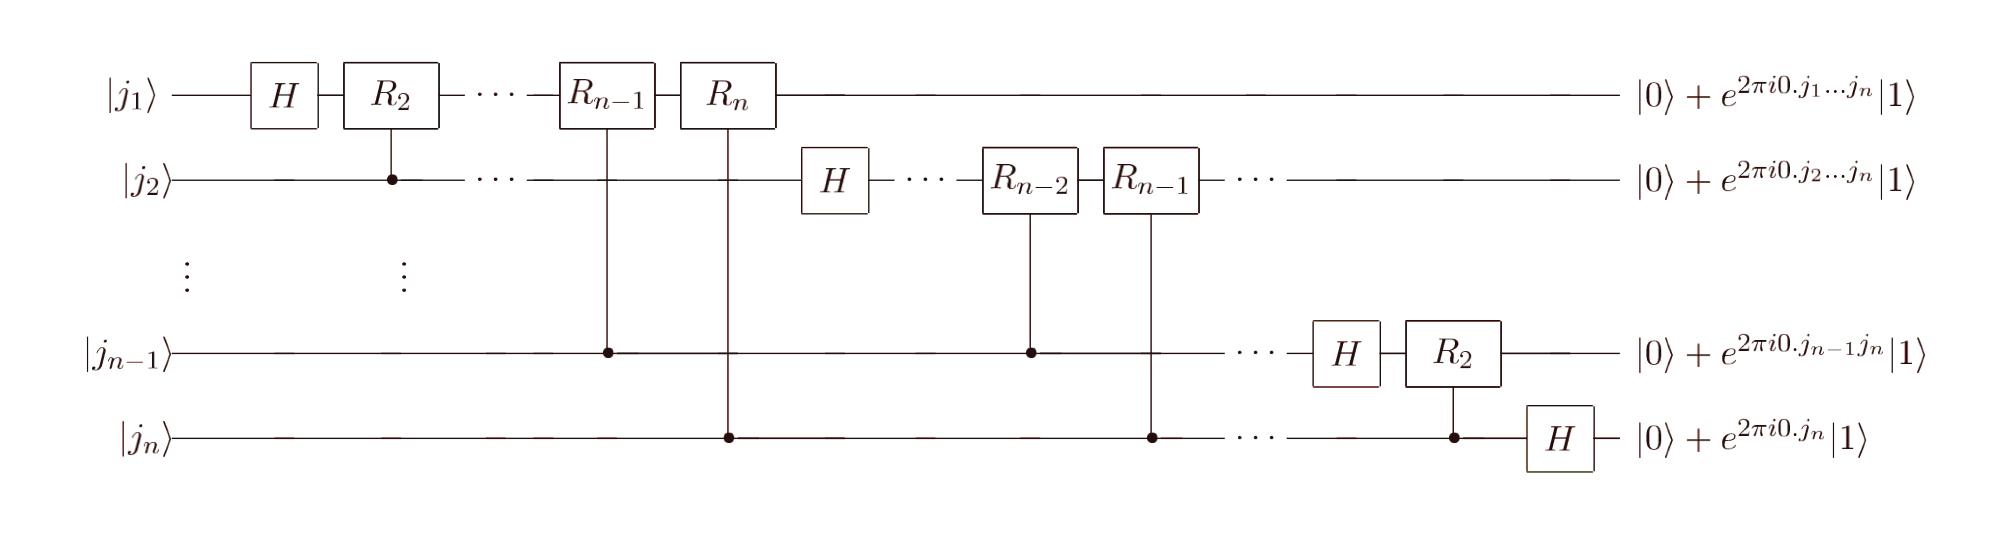 |j₁⟩ H R₂ ··· Rₙ₋₁ Rₙ |0⟩ + e^{2πi0.j₁...jₙ}|1⟩
|j₂⟩ ··· H ··· Rₙ₋₂ Rₙ₋₁ ··· |0⟩ + e^{2πi0.j₂...jₙ}|1⟩
⋮ ⋮
|jₙ₋₁⟩ ··· H R₂ |0⟩ + e^{2πi0.jₙ₋₁jₙ}|1⟩
|jₙ⟩ ··· H |0⟩ + e^{2πi0.jₙ}|1⟩